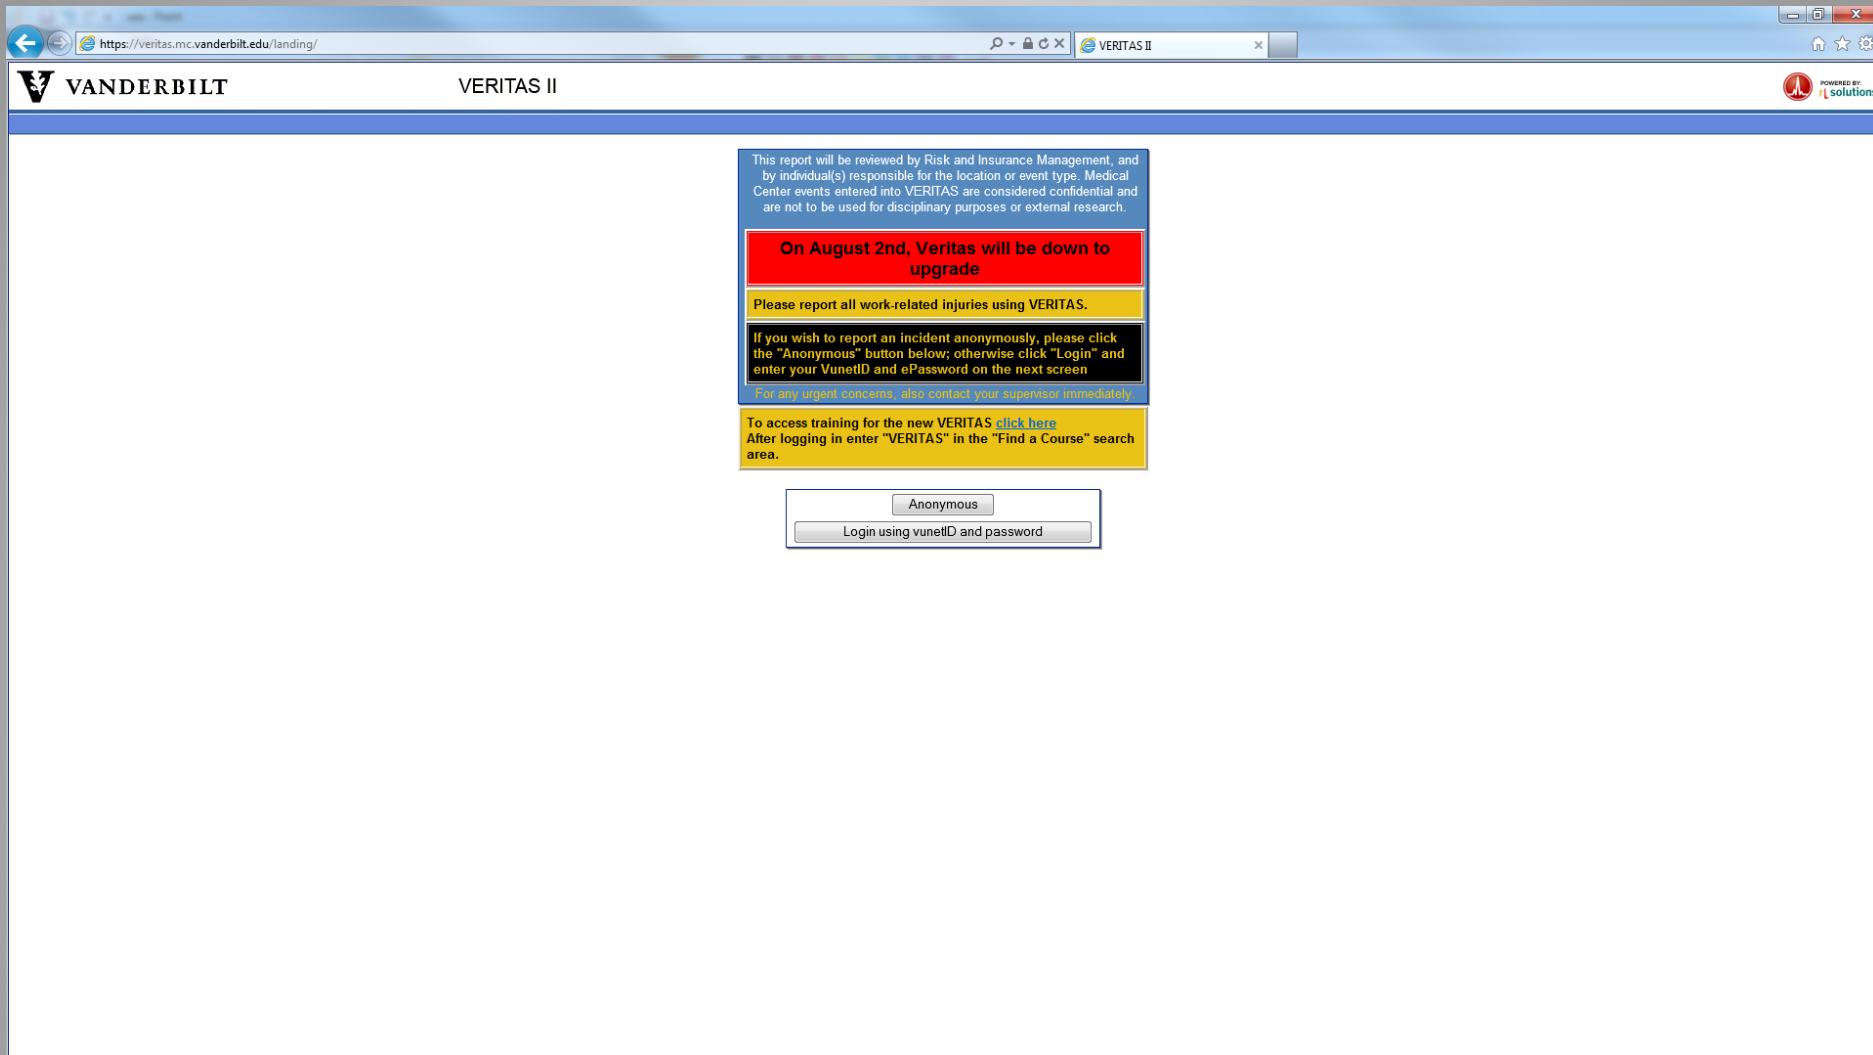 https://veritas.mc.vanderbilt.edu/landing/
VERITAS II
VANDERBILT
VERITAS II
POWERED BY:
rL solutions
This report will be reviewed by Risk and Insurance Management, and
by individual(s) responsible for the location or event type. Medical
Center events entered into VERITAS are considered confidential and
are not to be used for disciplinary purposes or external research.
On August 2nd, Veritas will be down to
upgrade
Please report all work-related injuries using VERITAS.
If you wish to report an incident anonymously, please click
the "Anonymous" button below; otherwise click "Login" and
enter your VunetID and ePassword on the next screen
For any urgent concerns, also contact your supervisor immediately.
To access training for the new VERITAS click here
After logging in enter "VERITAS" in the "Find a Course" search
area.
Anonymous
Login using vunetID and password